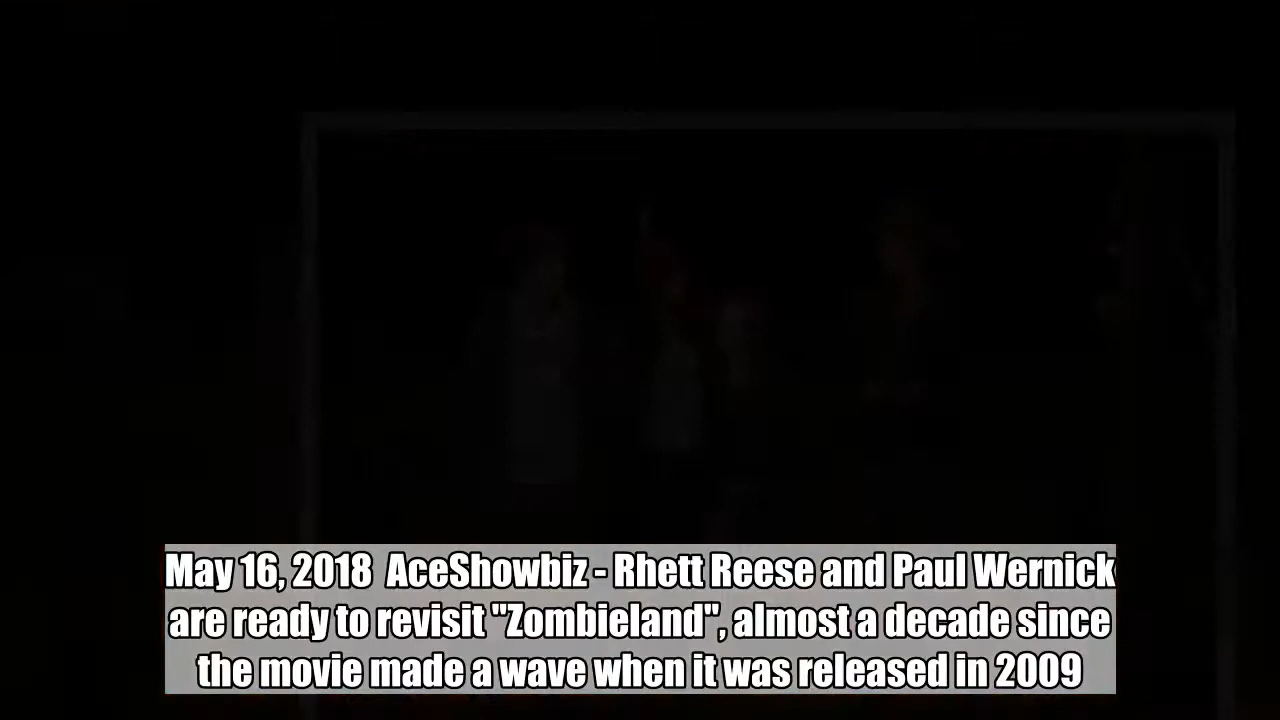 May 16, 2018  AceShowbiz - Rhett Reese and Paul Wernick
are ready to revisit "Zombieland", almost a decade since
the movie made a wave when it was released in 2009